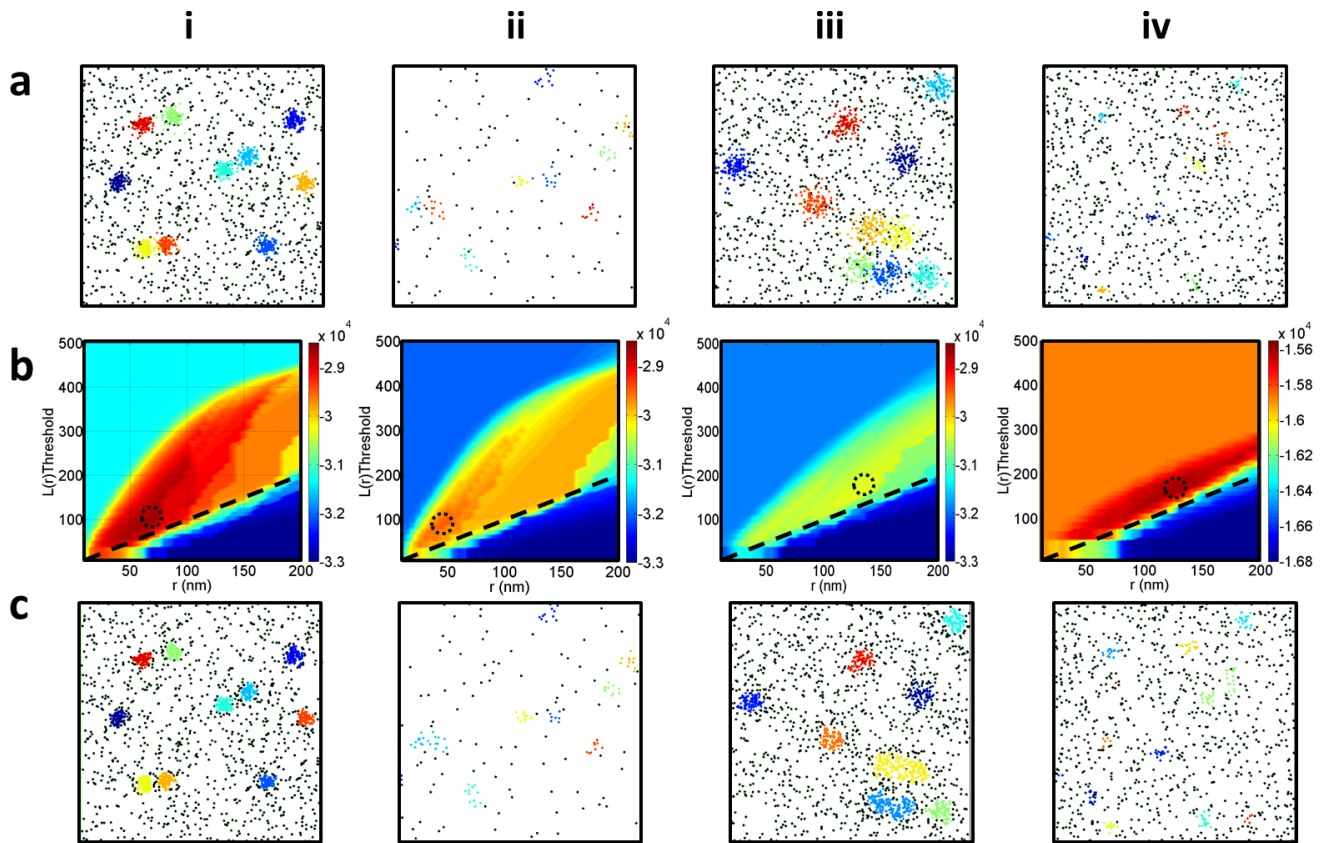 i ii iii iv
a
b
x 10⁴ x 10⁴ x 10⁴ x 10⁴
500 500 500 500
-2.9 -2.9 -2.9 -1.56
400 400 400 400
-1.58
-3 -3 -3 -1.6
300 300 300 300
L(r)Threshold L(r)Threshold L(r)Threshold L(r)Threshold
-3.1 -3.1 -3.1 -1.62
200 200 200 200
-1.64
-3.2 -3.2 -3.2
100 100 100 100
-1.66
-3.3 -3.3 -3.3 -1.68
50 100 150 200 50 100 150 200 50 100 150 200 50 100 150 200
r (nm) r (nm) r (nm) r (nm)
c